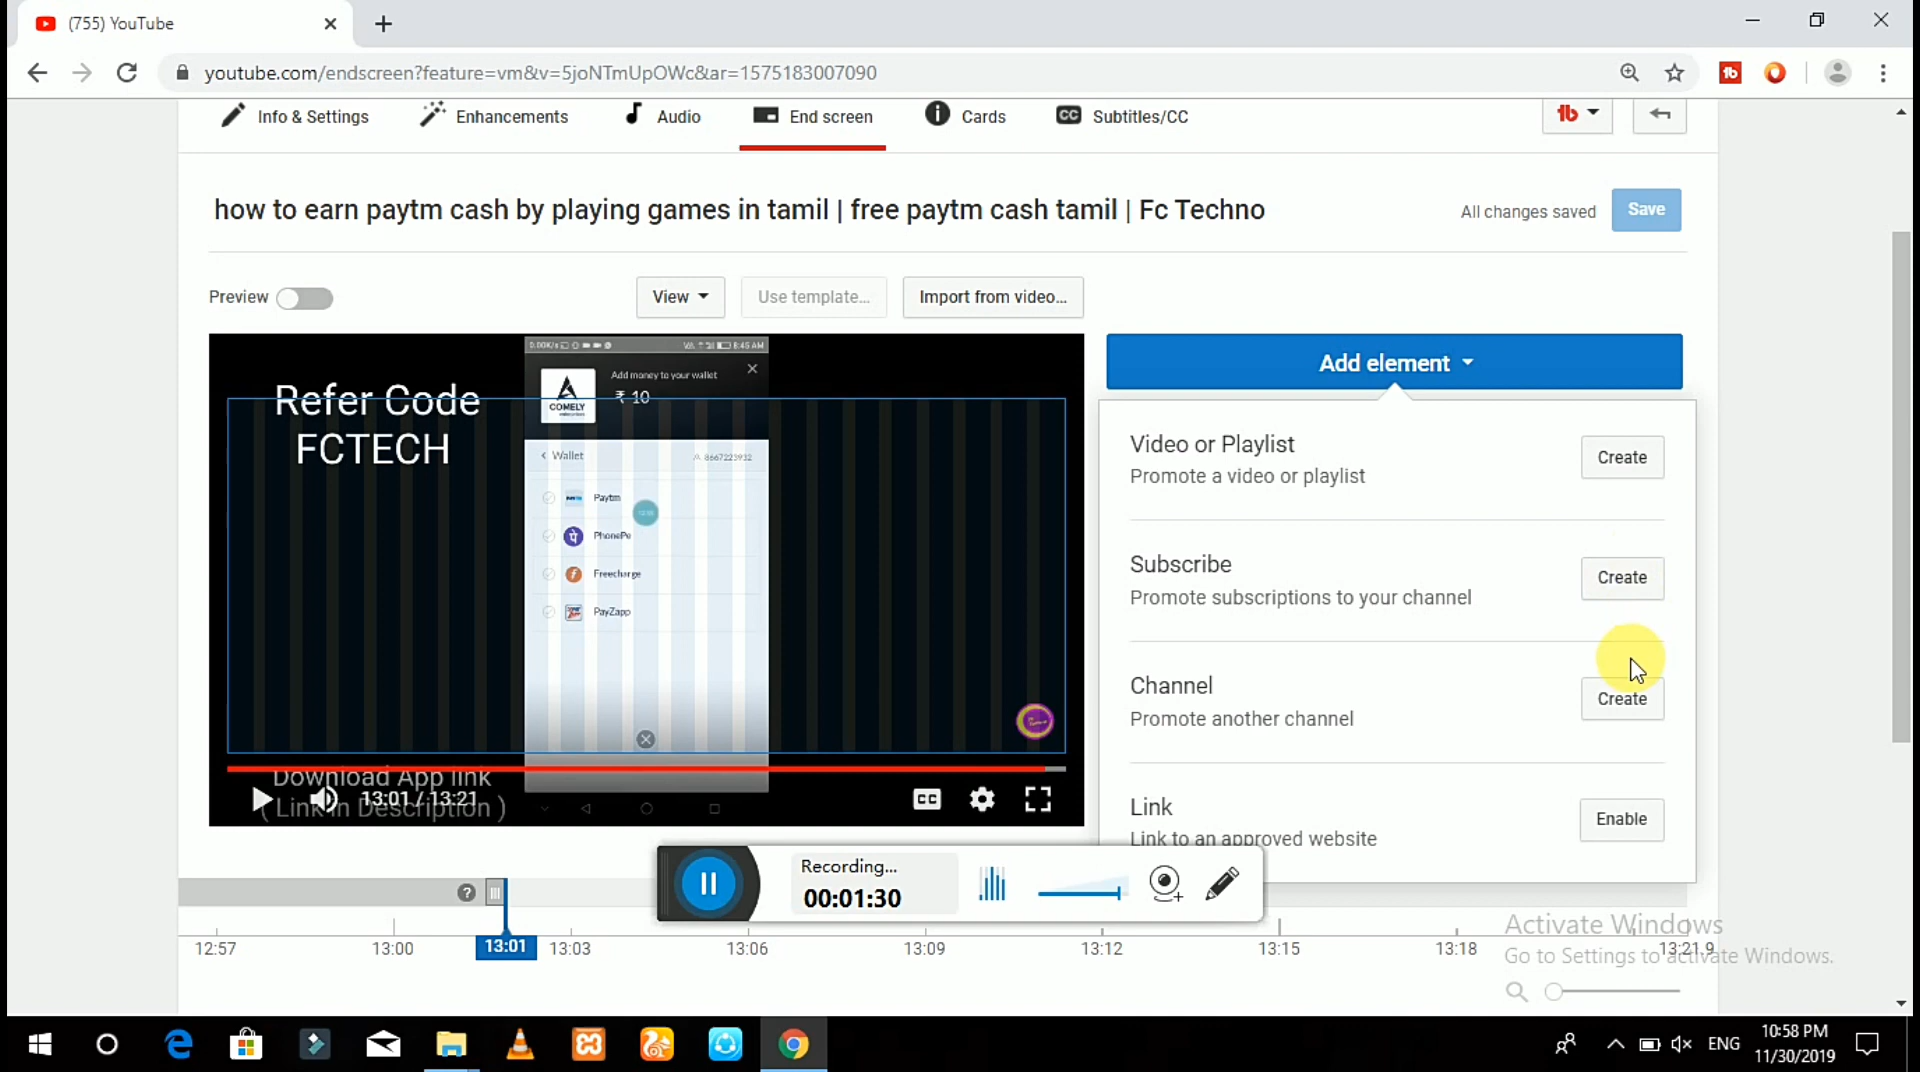 (755) YouTube
youtube.com/endscreen?feature=vm&v=5joNTmUpOWc&ar=1575183007090
Info & Settings
Enhancements
Audio
End screen
Cards
CC Subtitles/CC
how to earn paytm cash by playing games in tamil | free paytm cash tamil | Fc Techno
All changes saved
Save
Preview
View
Use template...
Import from video...
Add element
Refer Code
FCTECH
8:45 AM
Add money to your wallet
₹ 10
COMELY
Wallet
8667223932
Paytm
PhonePe
Freecharge
PayZapp
Download App link
( Link in Description )
13:01 / 13:21
CC
Video or Playlist
Promote a video or playlist
Create
Subscribe
Promote subscriptions to your channel
Create
Channel
Promote another channel
Create
Link
Link to an approved website
Enable
Recording...
00:01:30
12:57
13:00
13:01
13:03
13:06
13:09
13:12
13:15
13:18
13:21.9
Activate Windows
Go to Settings to activate Windows.
ENG
10:58 PM
11/30/2019